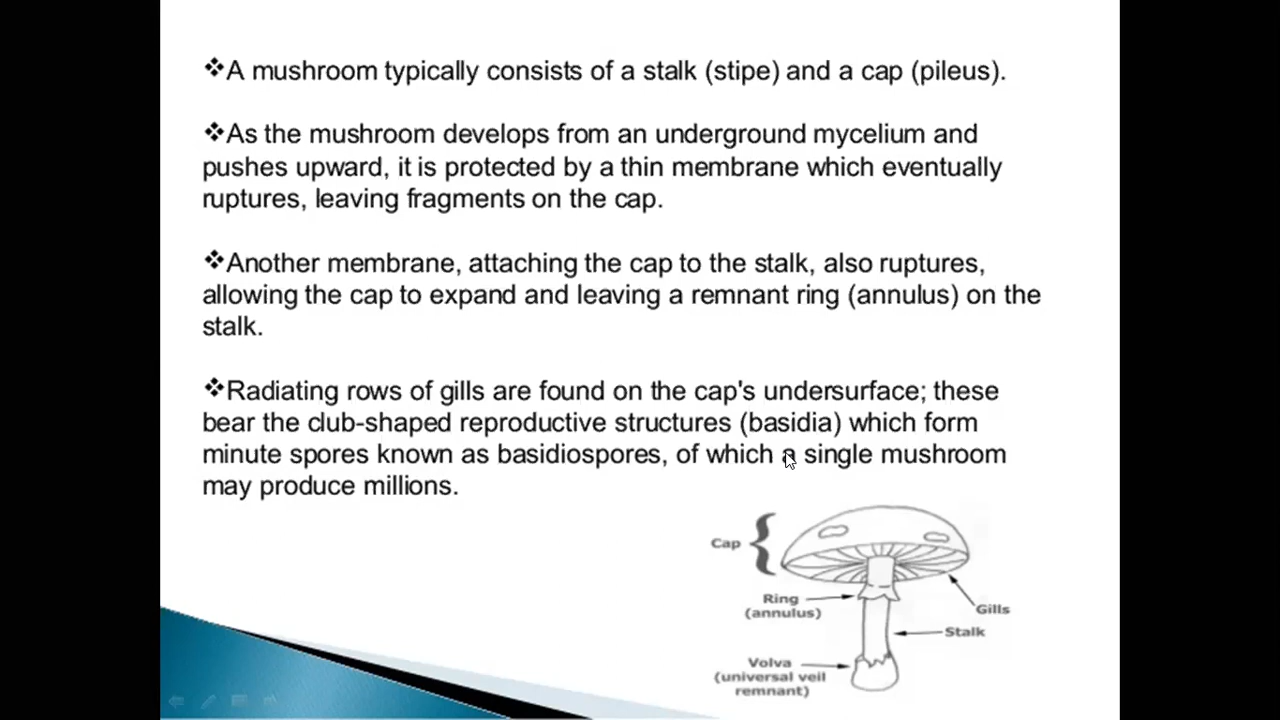 ❖A mushroom typically consists of a stalk (stipe) and a cap (pileus).
❖As the mushroom develops from an underground mycelium and
pushes upward, it is protected by a thin membrane which eventually
ruptures, leaving fragments on the cap.
❖Another membrane, attaching the cap to the stalk, also ruptures,
allowing the cap to expand and leaving a remnant ring (annulus) on the
stalk.
❖Radiating rows of gills are found on the cap's undersurface; these
bear the club-shaped reproductive structures (basidia) which form
minute spores known as basidiospores, of which a single mushroom
may produce millions.
Cap
Ring
(annulus)
Gills
Stalk
Volva
(universal veil
remnant)